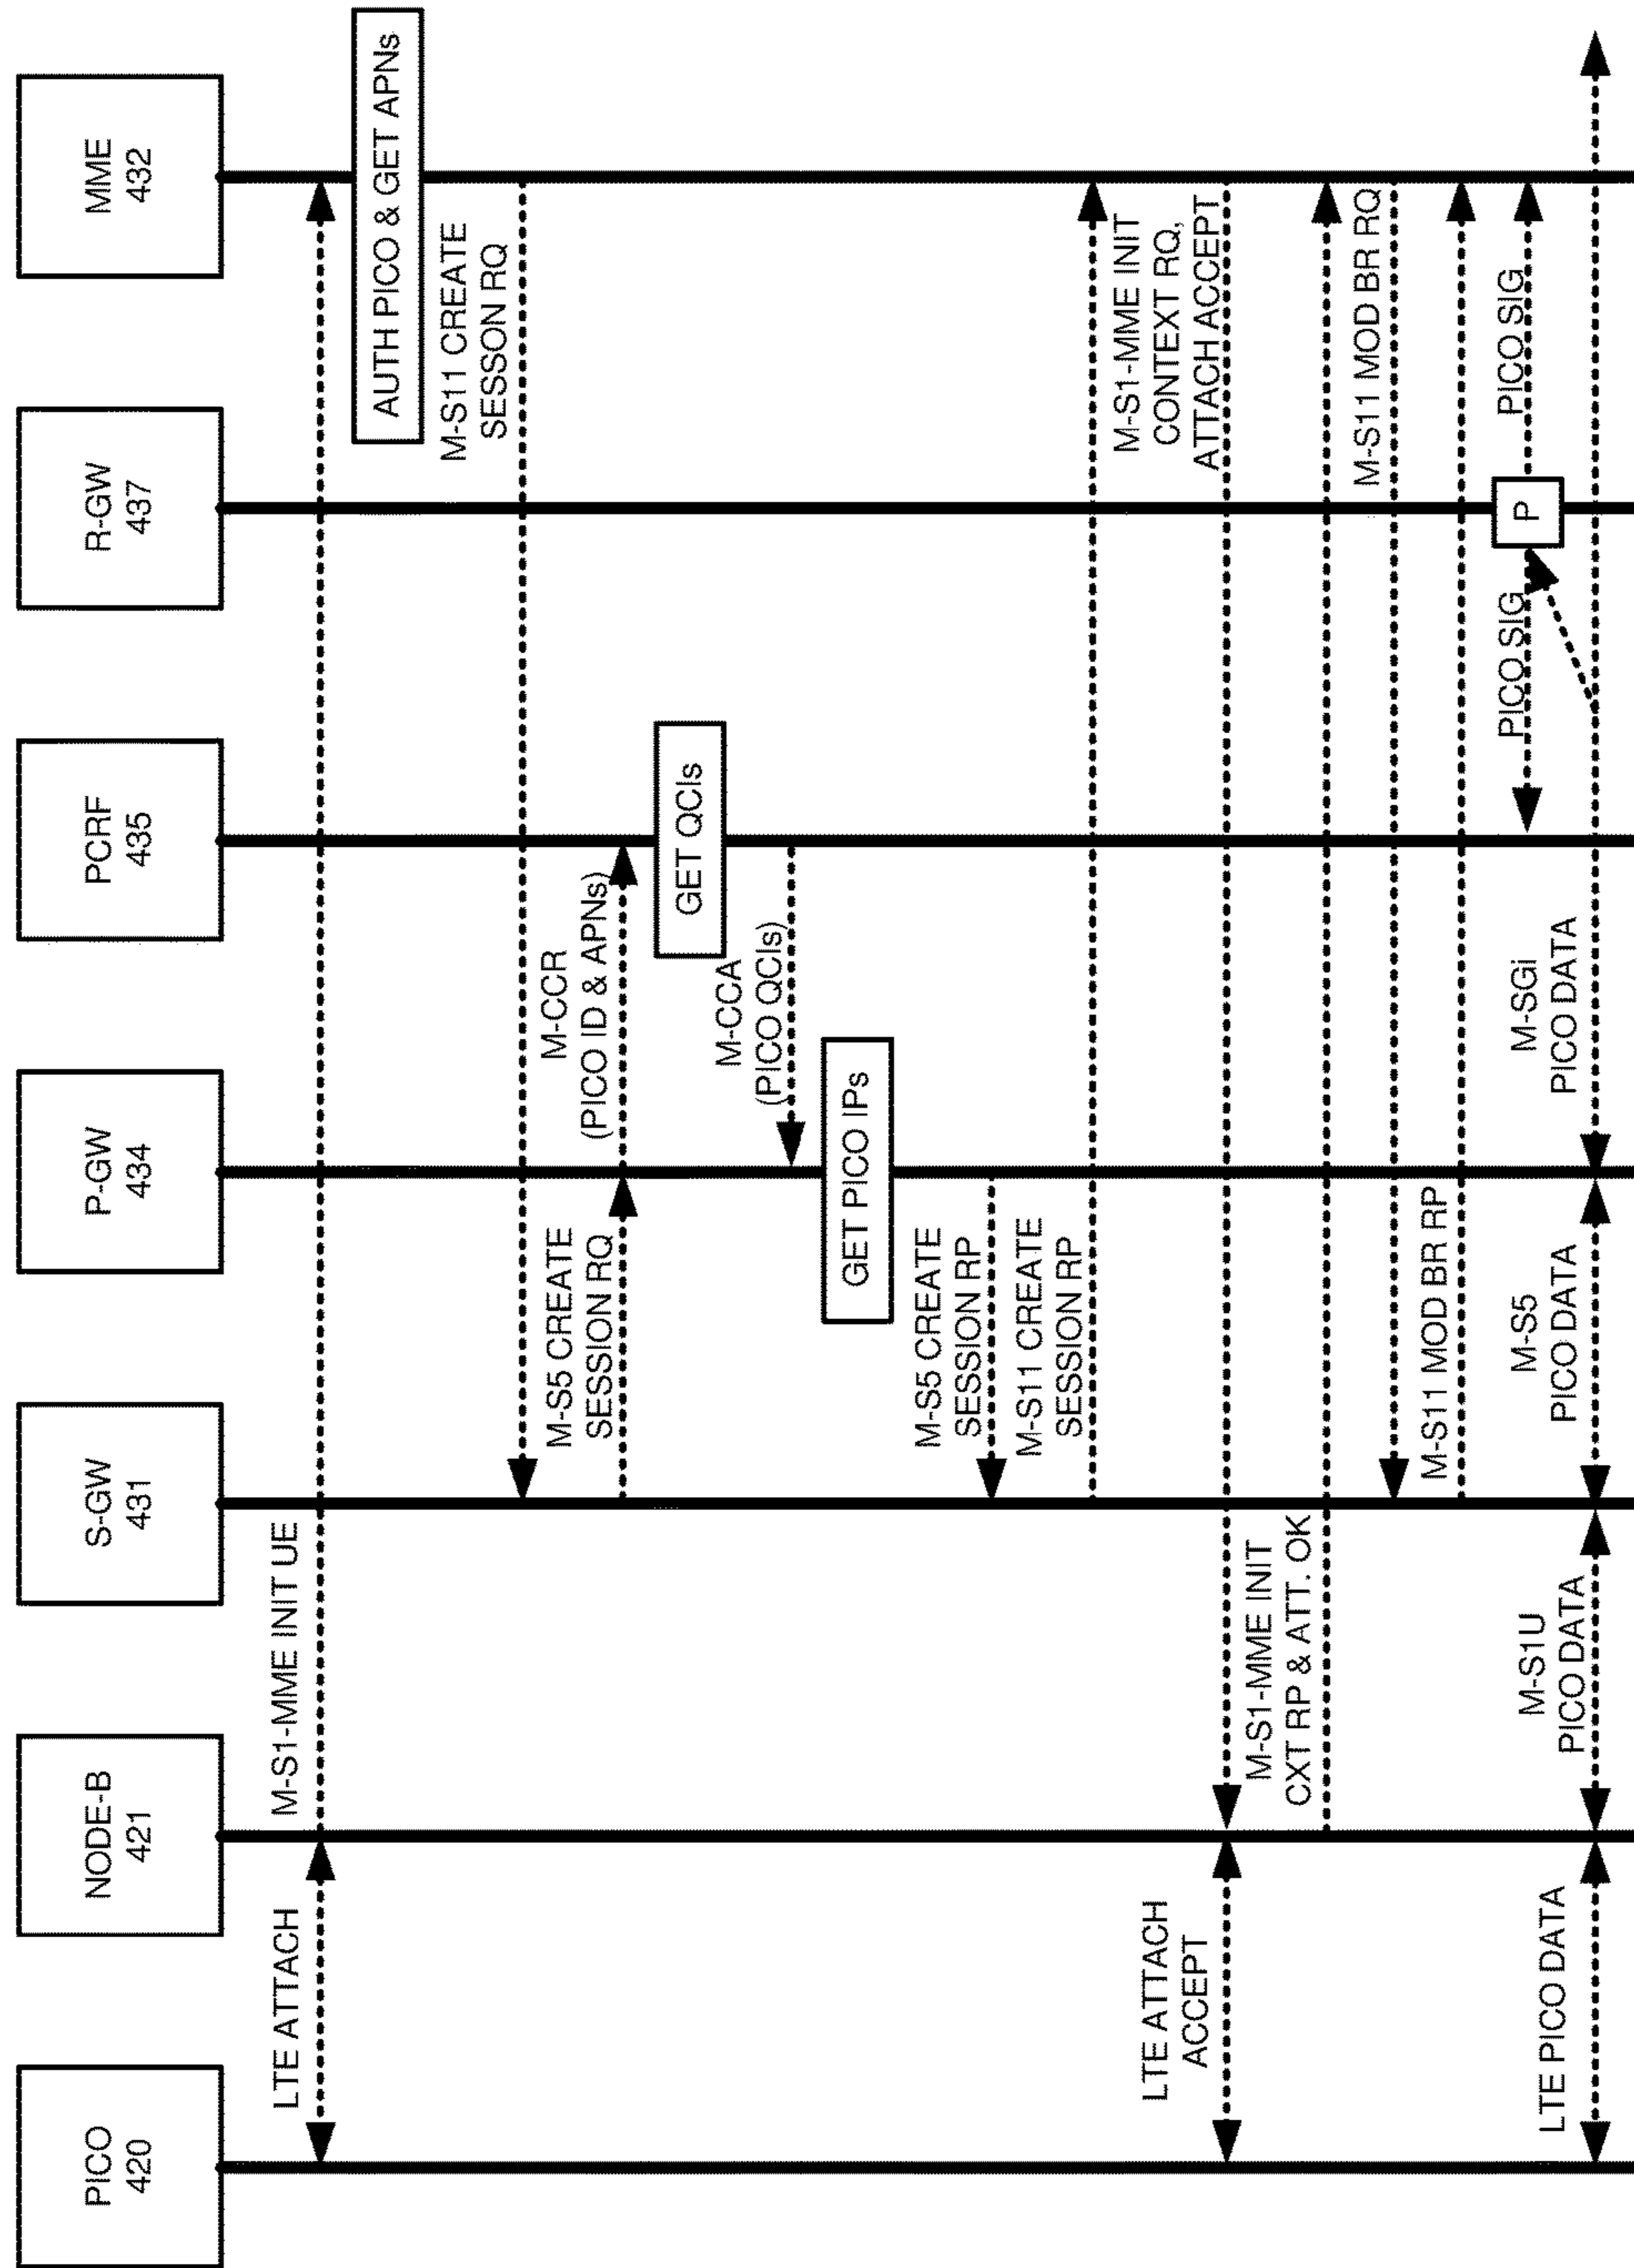 PICO
420
NODE-B
421
S-GW
431
P-GW
434
PCRF
435
R-GW
437
MME
432
LTE ATTACH
M-S1-MME INIT UE
AUTH PICO & GET APNs
M-S11 CREATE
SESSON RQ
M-S5 CREATE
SESSION RQ
M-CCR
(PICO ID & APNs)
GET QCIs
M-CCA
(PICO QCIs)
GET PICO IPs
M-S5 CREATE
SESSION RP
M-S11 CREATE
SESSION RP
M-S1-MME INIT
CONTEXT RQ,
ATTACH ACCEPT
LTE ATTACH
ACCEPT
M-S1-MME INIT
CXT RP & ATT. OK
M-S11 MOD BR RQ
M-S11 MOD BR RP
PICO SIG
P
PICO SIG
LTE PICO DATA
M-S1U
PICO DATA
M-S5
PICO DATA
M-SGi
PICO DATA